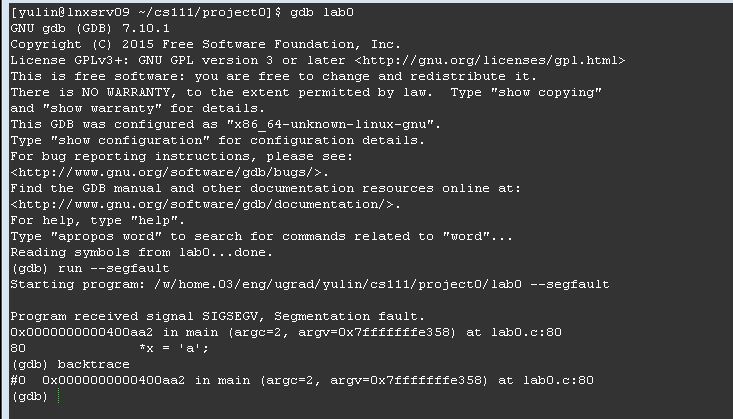 [yulin@lnxsrv09 ~/cs111/project0]$ gdb lab0
GNU gdb (GDB) 7.10.1
Copyright (C) 2015 Free Software Foundation, Inc.
License GPLv3+: GNU GPL version 3 or later <http://gnu.org/licenses/gpl.html>
This is free software: you are free to change and redistribute it.
There is NO WARRANTY, to the extent permitted by law.  Type "show copying"
and "show warranty" for details.
This GDB was configured as "x86_64-unknown-linux-gnu".
Type "show configuration" for configuration details.
For bug reporting instructions, please see:
<http://www.gnu.org/software/gdb/bugs/>.
Find the GDB manual and other documentation resources online at:
<http://www.gnu.org/software/gdb/documentation/>.
For help, type "help".
Type "apropos word" to search for commands related to "word"...
Reading symbols from lab0...done.
(gdb) run --segfault
Starting program: /w/home.03/eng/ugrad/yulin/cs111/project0/lab0 --segfault
Program received signal SIGSEGV, Segmentation fault.
0x0000000000400aa2 in main (argc=2, argv=0x7fffffffe358) at lab0.c:80
80          *x = 'a';
(gdb) backtrace
#0  0x0000000000400aa2 in main (argc=2, argv=0x7fffffffe358) at lab0.c:80
(gdb)